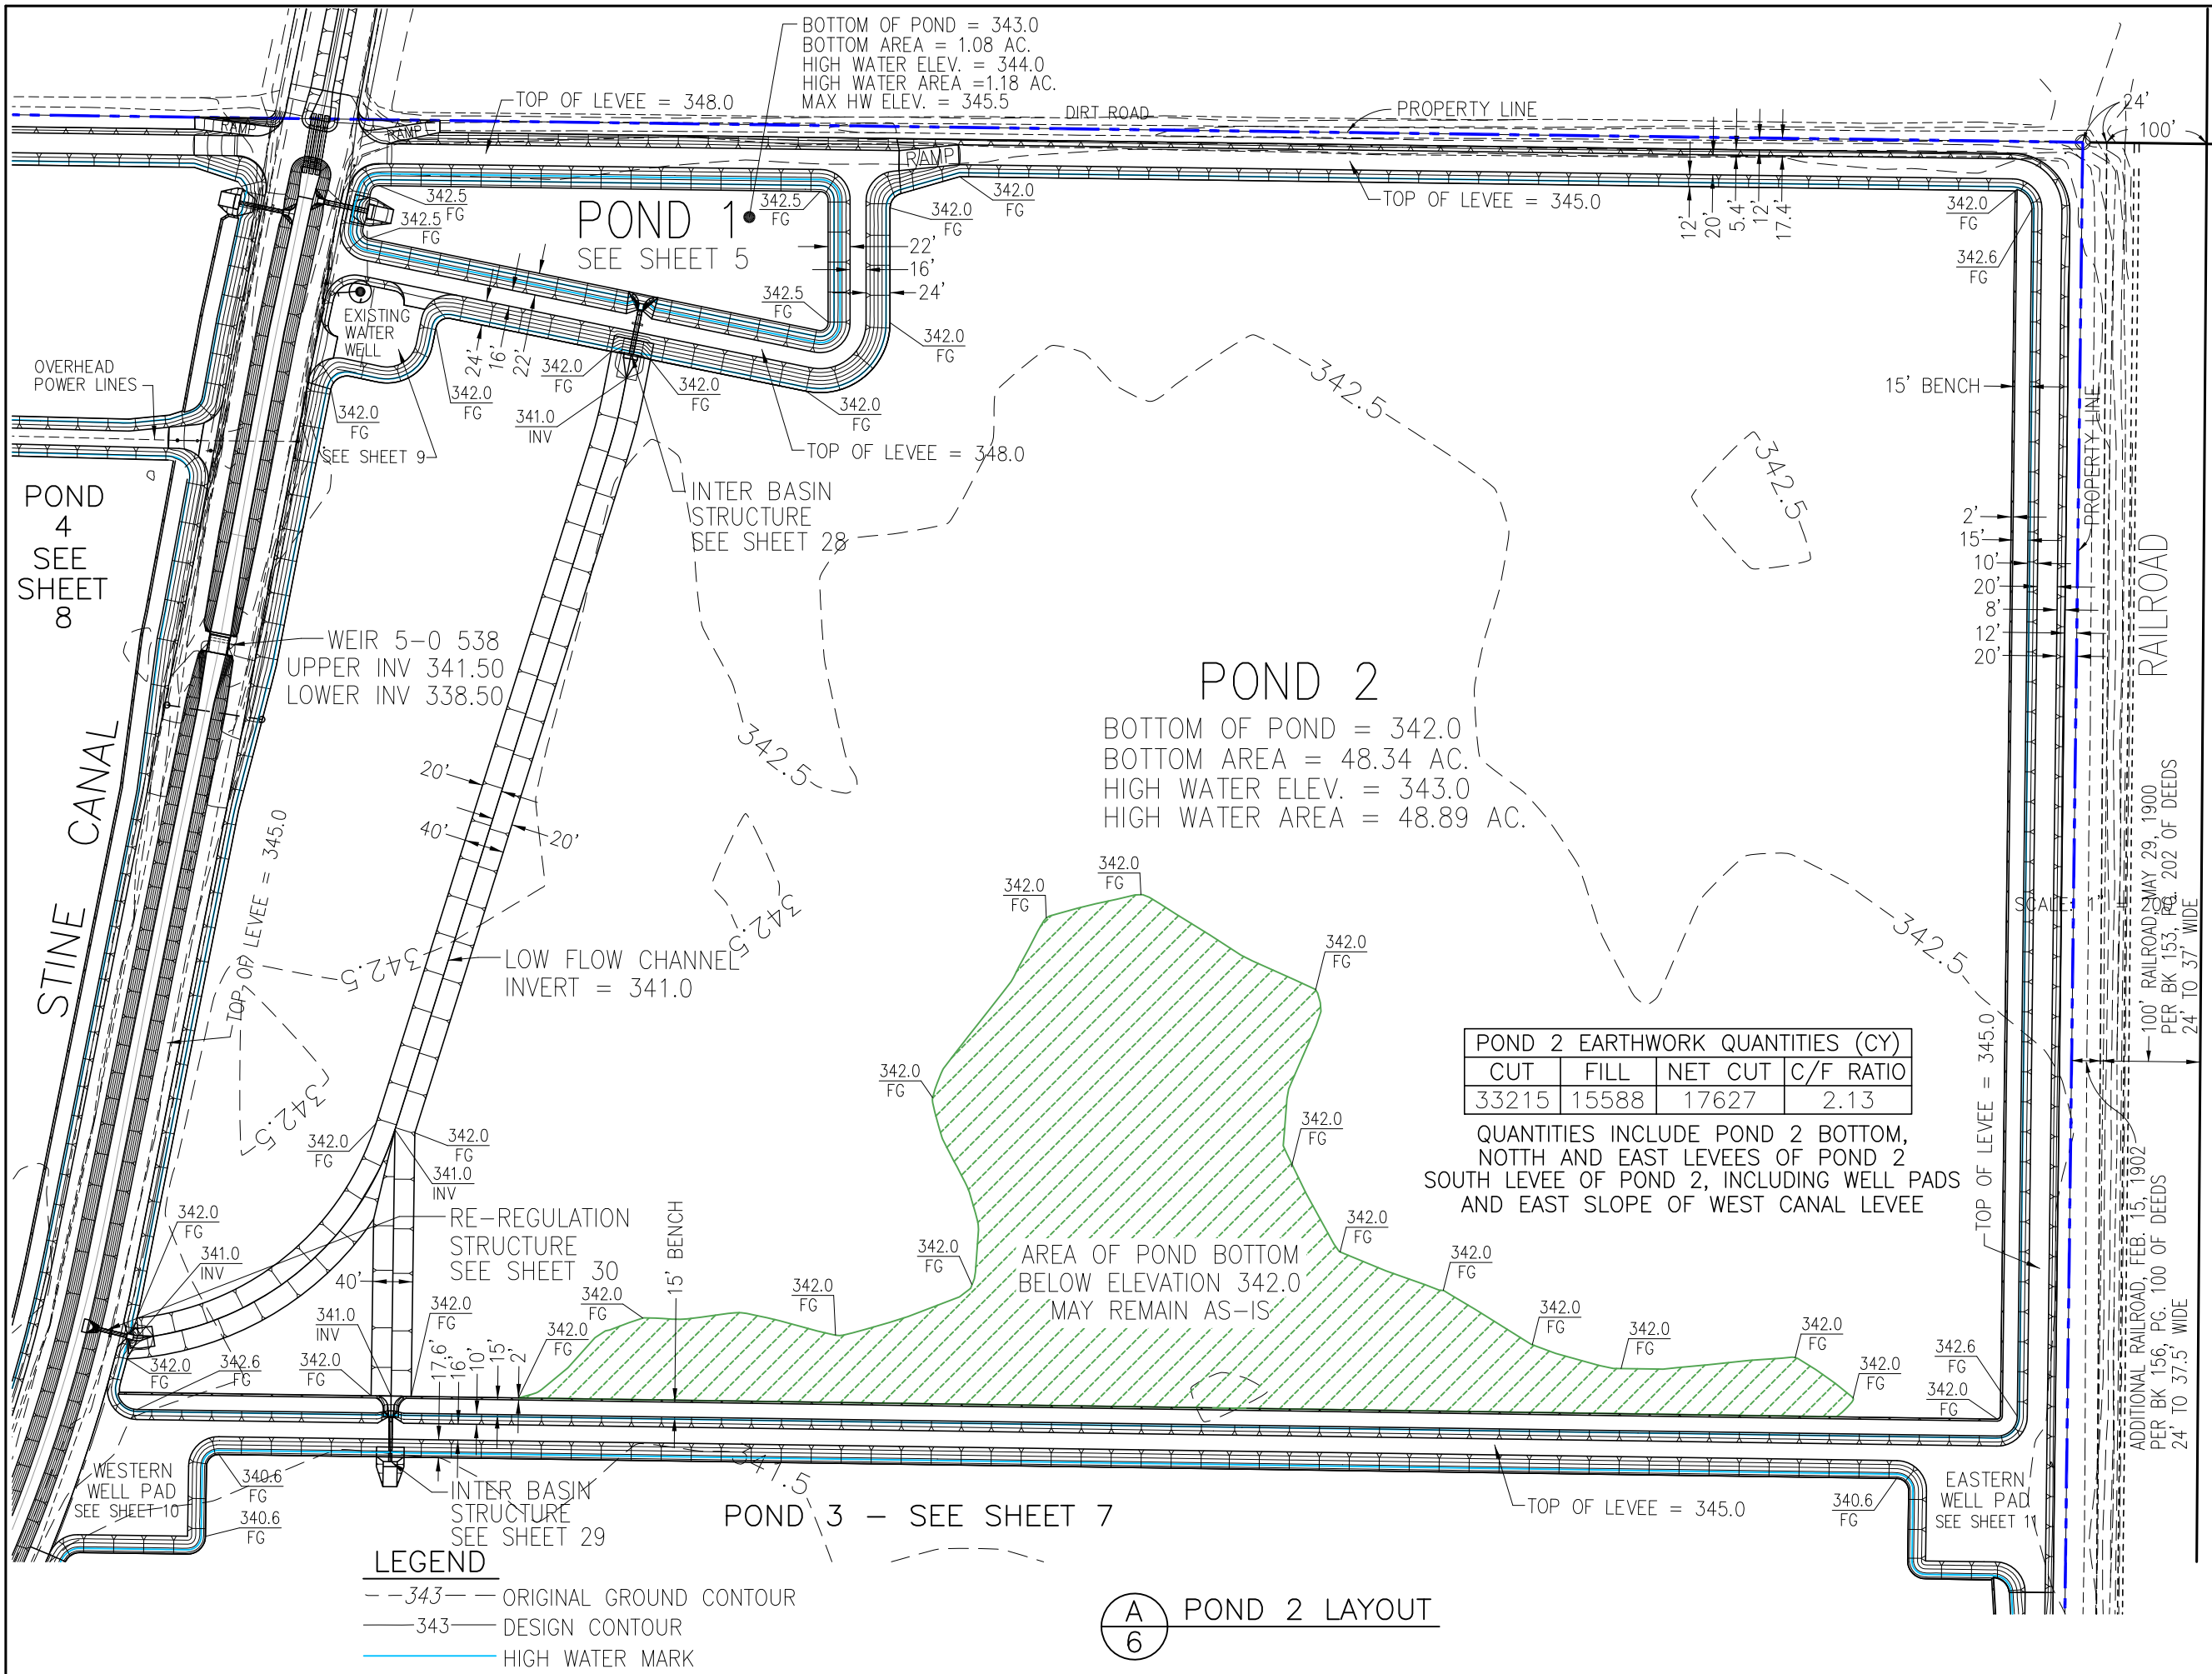 BOTTOM OF POND = 343.0
BOTTOM AREA = 1.08 AC.
HIGH WATER ELEV. = 344.0
HIGH WATER AREA =1.18 AC.
MAX HW ELEV. = 345.5
TOP OF LEVEE = 348.0
DIRT ROAD
PROPERTY LINE
24'
100'
RAMP
RAMP
RAMP
342.5
FG
342.5
FG
POND 1
SEE SHEET 5
342.5
FG
342.0
FG
342.0
FG
TOP OF LEVEE = 345.0
12'
20'
5.4'
12'
17.4'
342.0
FG
342.6
FG
22'
16'
24'
342.5
FG
342.0
FG
EXISTING
WATER
WELL
24'
16'
22'
342.0
FG
342.0
FG
342.0
FG
342.0
FG
341.0
INV
342.0
FG
SEE SHEET 9
TOP OF LEVEE = 348.0
OVERHEAD
POWER LINES
342.5
342.5
15' BENCH
PROPERTY LINE
POND
4
SEE
SHEET
8
INTER BASIN
STRUCTURE
SEE SHEET 28
2'
15'
10'
20'
8'
12'
20'
RAILROAD
WEIR 5-0 538
UPPER INV 341.50
LOWER INV 338.50
POND 2
BOTTOM OF POND = 342.0
BOTTOM AREA = 48.34 AC.
HIGH WATER ELEV. = 343.0
HIGH WATER AREA = 48.89 AC.
342.5
20'
40'
20'
STINE CANAL
TOP OF LEVEE = 345.0
342.5
342.5
342.5
LOW FLOW CHANNEL
INVERT = 341.0
342.0
FG
342.0
FG
342.0
FG
342.5
SCALE: 1" = 200'
100' RAILROAD, MAY 29, 1900
PER BK 153, PG. 202 OF DEEDS
24' TO 37' WIDE
342.0
FG
342.0
FG
POND 2 EARTHWORK QUANTITIES (CY)
CUT FILL NET CUT C/F RATIO
33215 15588 17627 2.13
QUANTITIES INCLUDE POND 2 BOTTOM,
NOTTH AND EAST LEVEES OF POND 2
SOUTH LEVEE OF POND 2, INCLUDING WELL PADS
AND EAST SLOPE OF WEST CANAL LEVEE
TOP OF LEVEE = 345.0
ADDITIONAL RAILROAD, FEB. 15, 1902
PER BK 156, PG. 100 OF DEEDS
24' TO 37.5' WIDE
342.0
FG
342.0
FG
341.0
INV
342.0
FG
341.0
INV
RE-REGULATION
STRUCTURE
SEE SHEET 30
15' BENCH
40'
341.0
INV
342.0
FG
342.0
FG
342.6
FG
342.0
FG
17.6'
16'
10'
15'
2'
342.0
FG
342.0
FG
342.0
FG
342.0
FG
AREA OF POND BOTTOM
BELOW ELEVATION 342.0
MAY REMAIN AS-IS
342.0
FG
342.0
FG
342.0
FG
342.0
FG
342.0
FG
342.0
FG
342.6
FG
342.0
FG
WESTERN
WELL PAD
SEE SHEET 10
340.6
FG
340.6
FG
INTER BASIN
STRUCTURE
SEE SHEET 29
341.5
POND 3 - SEE SHEET 7
TOP OF LEVEE = 345.0
340.6
FG
EASTERN
WELL PAD
SEE SHEET 11
LEGEND
343 ORIGINAL GROUND CONTOUR
343 DESIGN CONTOUR
HIGH WATER MARK
A
6
POND 2 LAYOUT